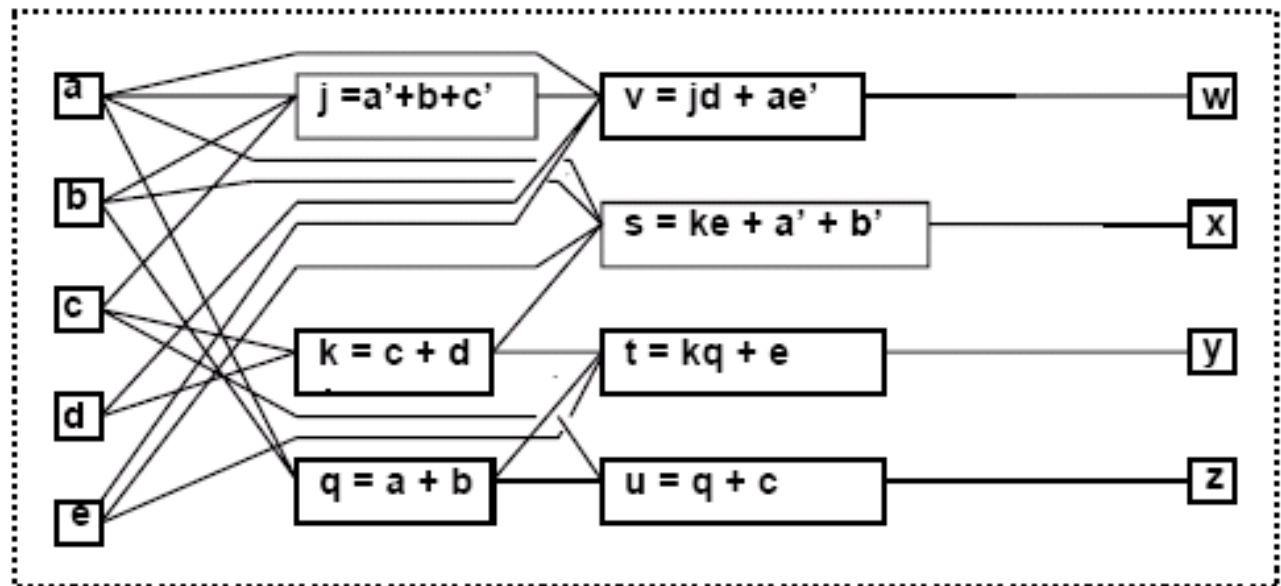 a
j =a’+b+c’
v = jd + ae’
w
b
s = ke + a’ + b’
x
c
k = c + d
t = kq + e
y
d
q = a + b
u = q + c
z
e